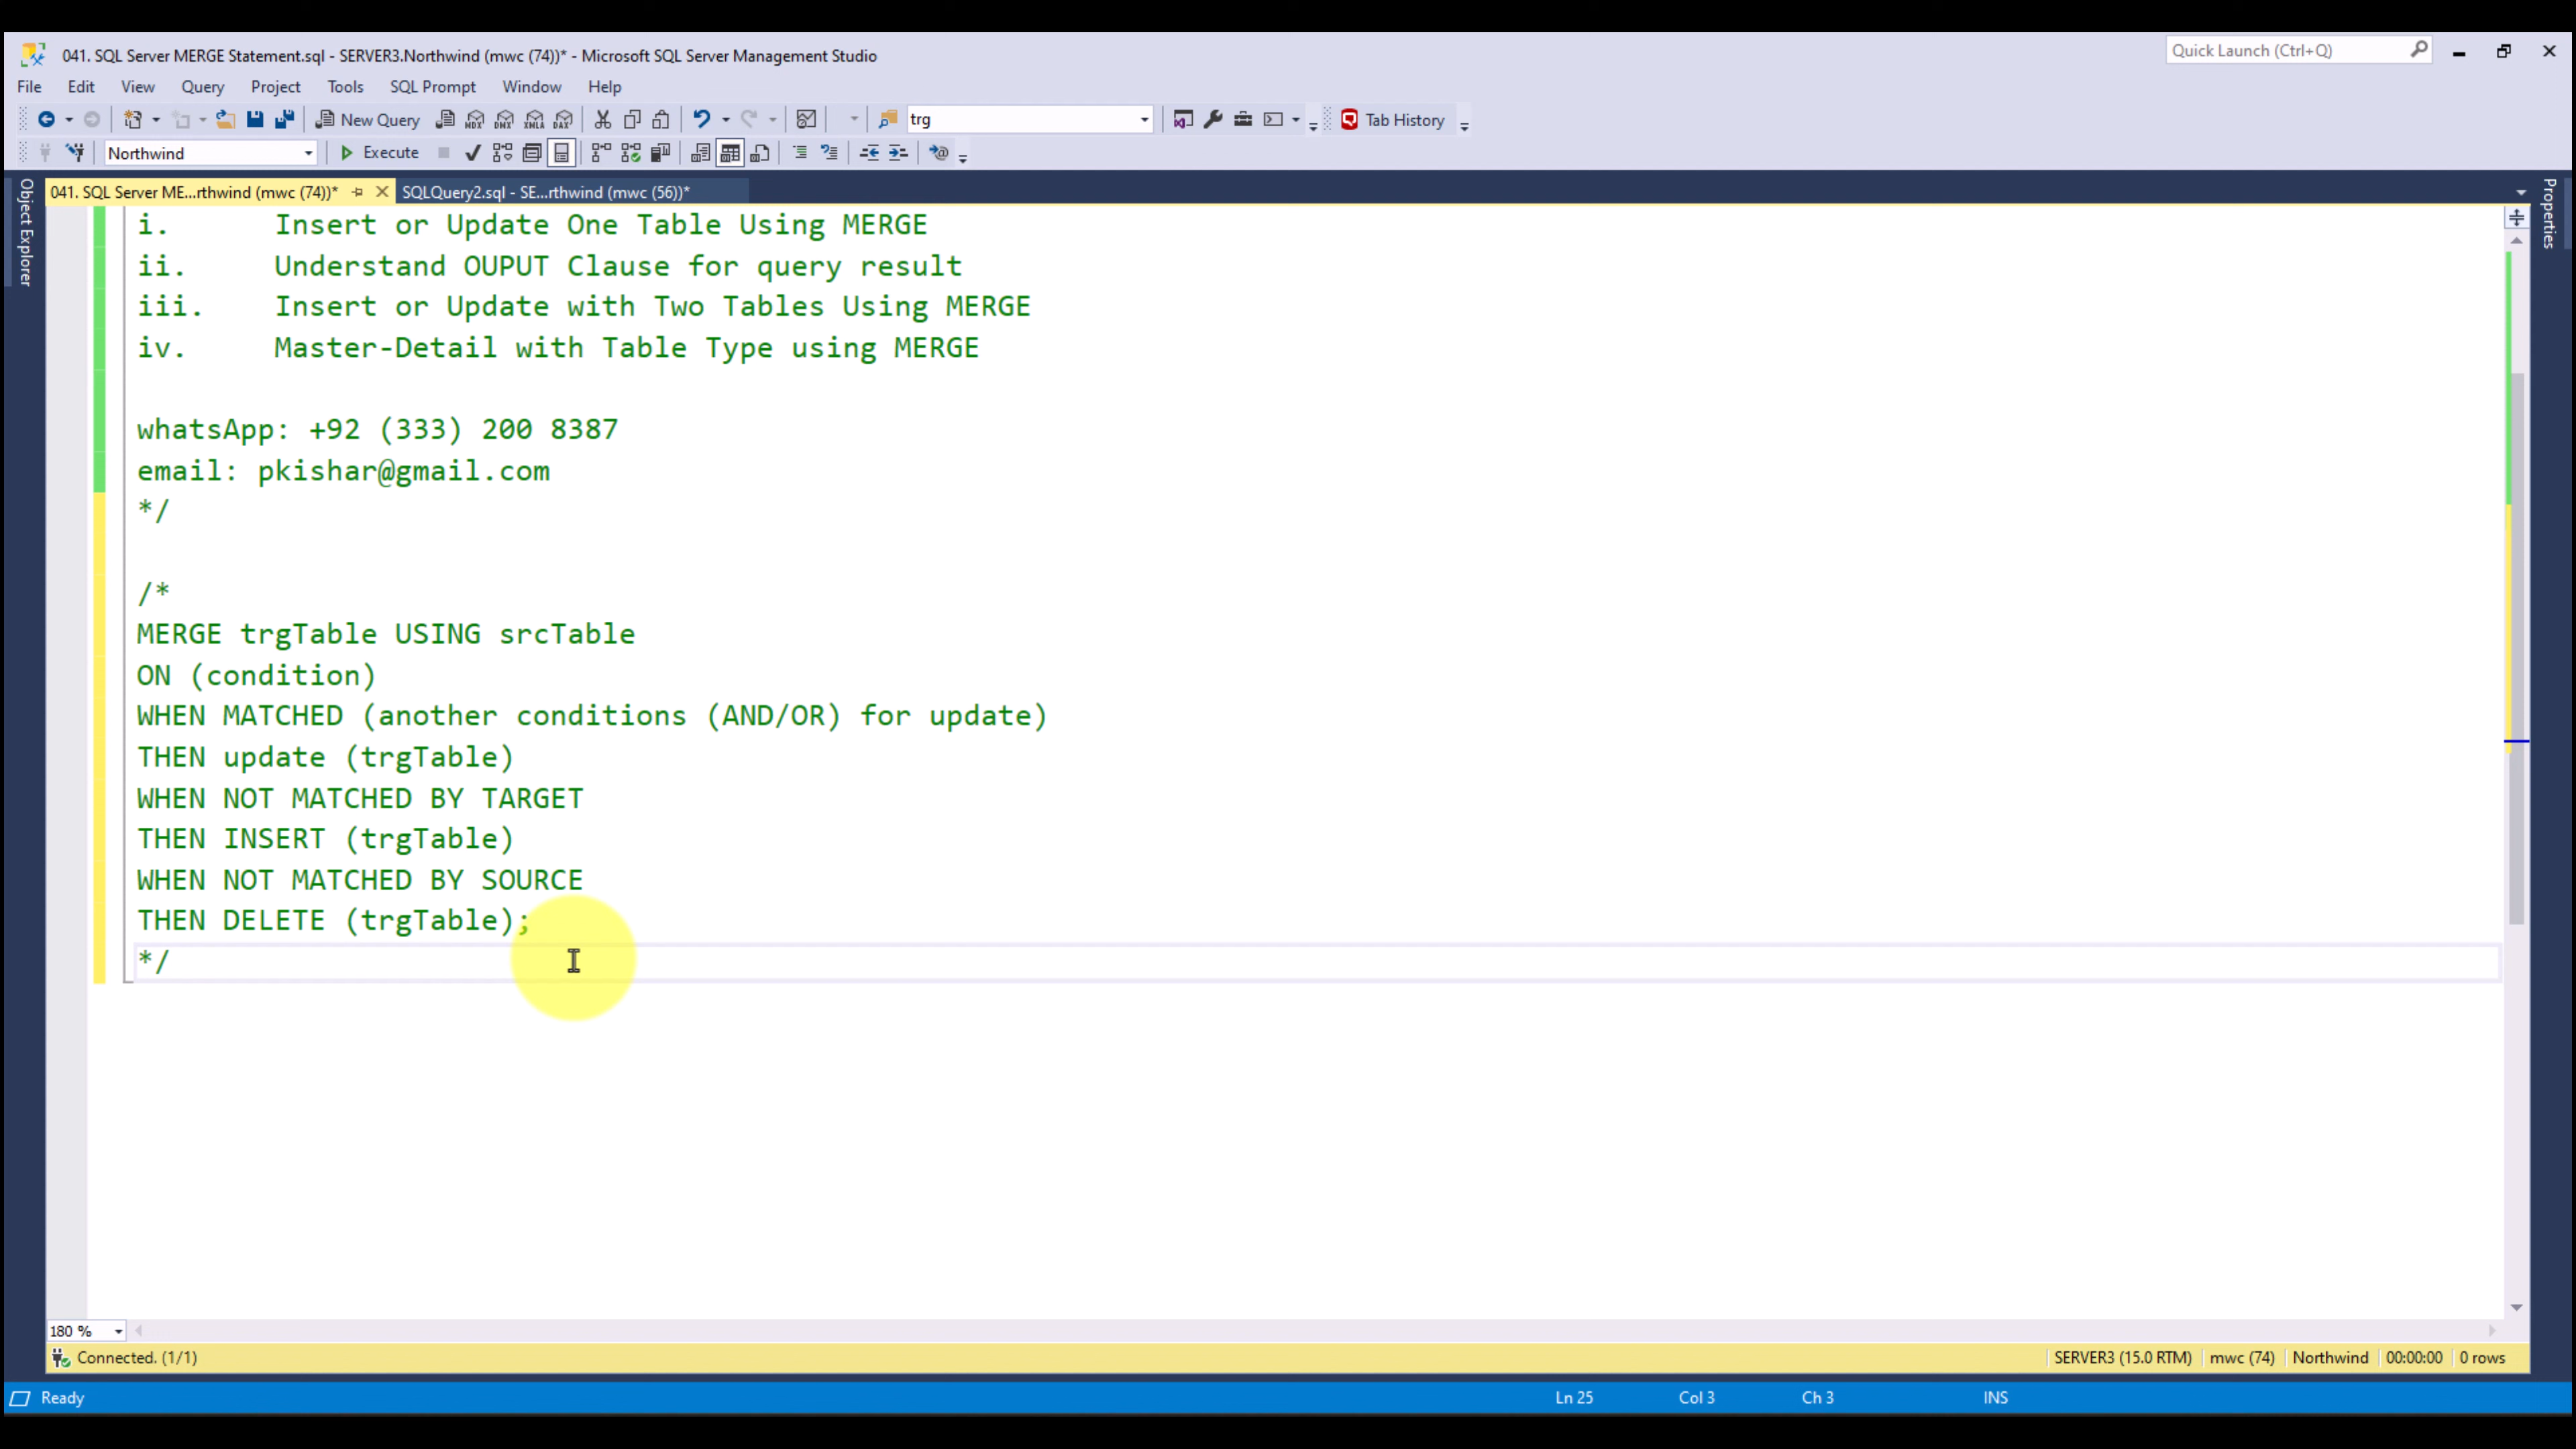 041. SQL Server MERGE Statement.sql - SERVER3.Northwind (mwc (74))* - Microsoft SQL Server Management Studio
Quick Launch (Ctrl+Q)
File Edit View Query Project Tools SQL Prompt Window Help
New Query MDX DMX XMLA DAX trg Tab History
Northwind Execute
041. SQL Server ME...rthwind (mwc (74))* SQLQuery2.sql - SE...rthwind (mwc (56))*
Object Explorer
Properties
i. Insert or Update One Table Using MERGE
ii. Understand OUPUT Clause for query result
iii. Insert or Update with Two Tables Using MERGE
iv. Master-Detail with Table Type using MERGE
whatsApp: +92 (333) 200 8387
email: pkishar@gmail.com
*/
/*
MERGE trgTable USING srcTable
ON (condition)
WHEN MATCHED (another conditions (AND/OR) for update)
THEN update (trgTable)
WHEN NOT MATCHED BY TARGET
THEN INSERT (trgTable)
WHEN NOT MATCHED BY SOURCE
THEN DELETE (trgTable);
*/
180 %
Connected. (1/1) SERVER3 (15.0 RTM) mwc (74) Northwind 00:00:00 0 rows
Ready Ln 25 Col 3 Ch 3 INS